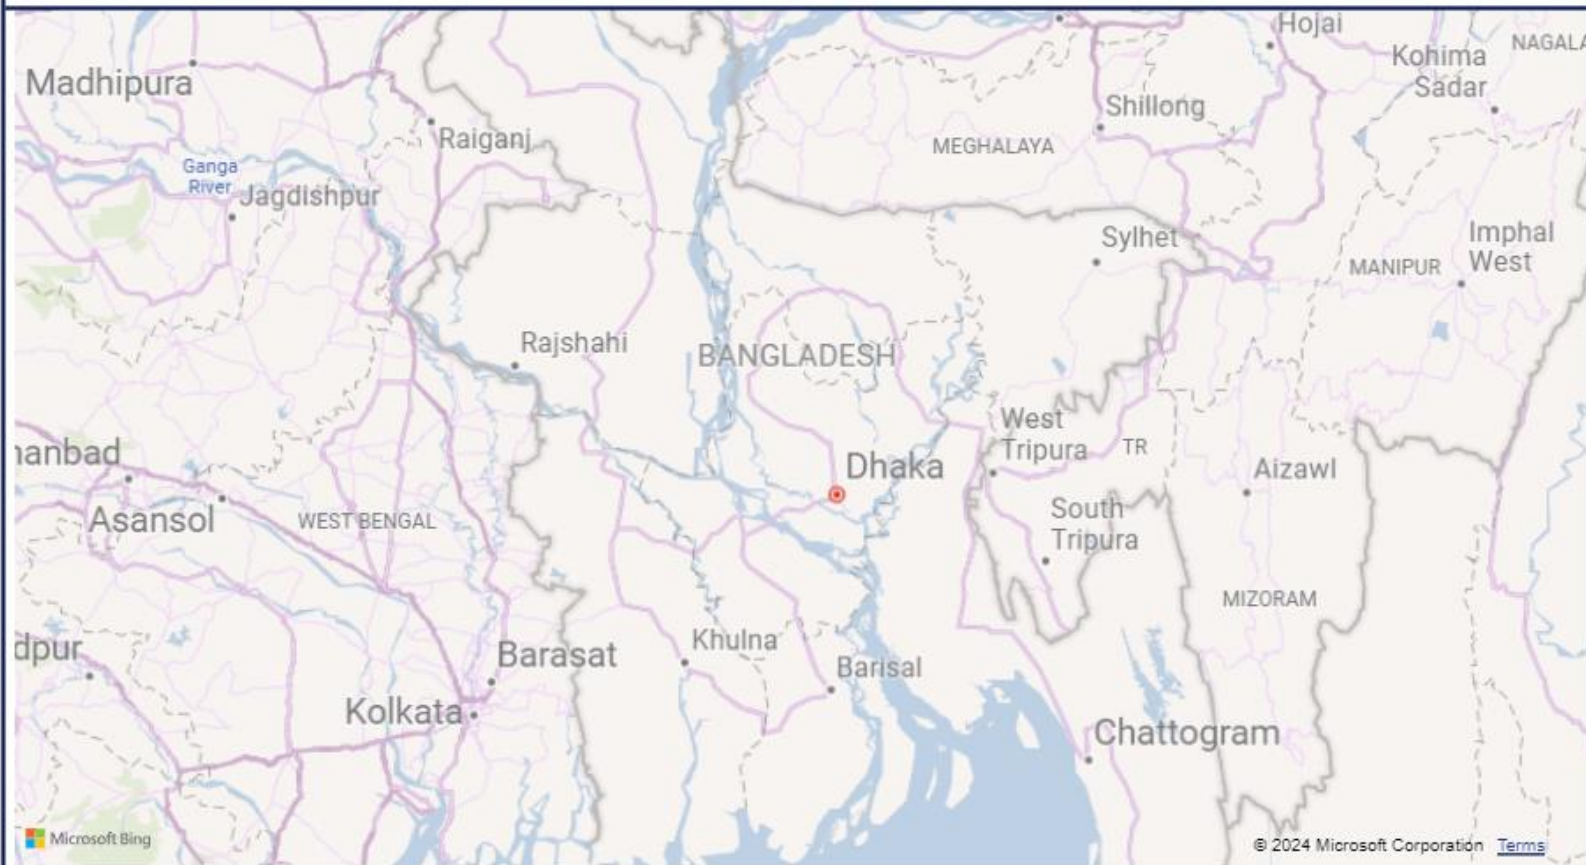 Hojai
NAGALA
Kohima
Sadar
Madhipura
Shillong
Raiganj
MEGHALAYA
Ganga
River
Jagdishpur
Sylhet
Imphal
West
MANIPUR
Rajshahi
BANGLADESH
West
Tripura
TR
hanbad
Dhaka
Aizawl
Asansol
WEST BENGAL
South
Tripura
MIZORAM
dpur
Khulna
Barasat
Barisal
Kolkata
Chattogram
Microsoft Bing
© 2024 Microsoft Corporation Terms